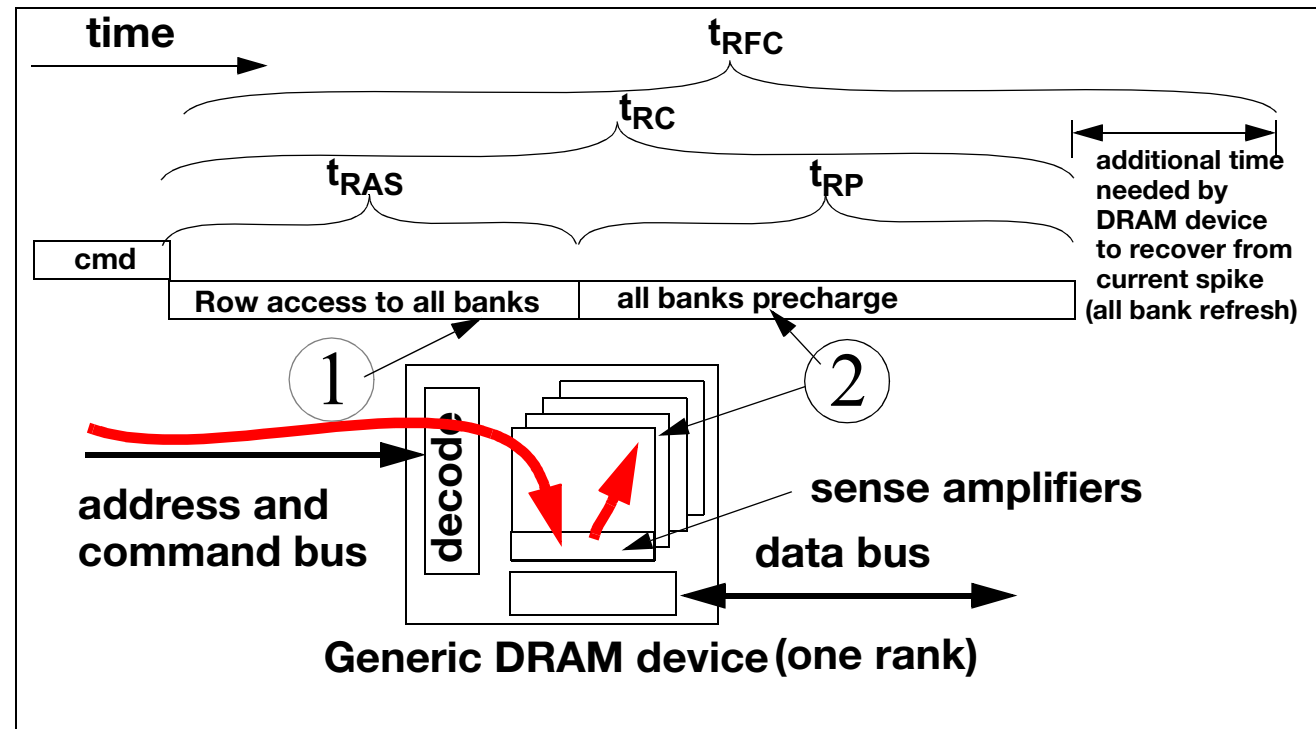 time
tRFC
tRC
tRAS
tRP
additional time
needed by
DRAM device
to recover from
current spike
(all bank refresh)
cmd
Row access to all banks
all banks precharge
1
2
decode
address and
command bus
sense amplifiers
data bus
Generic DRAM device (one rank)